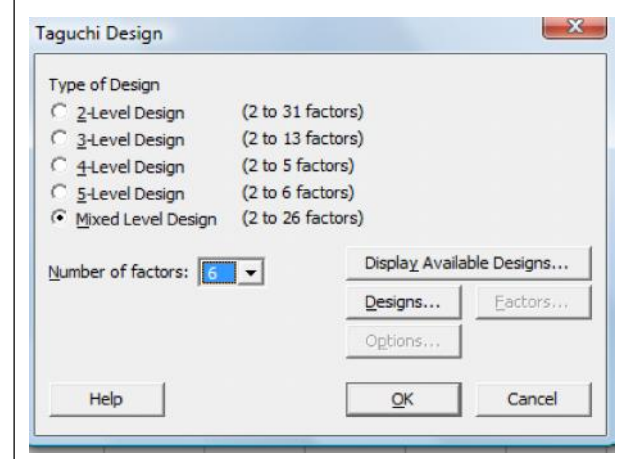 Taguchi Design
Type of Design
2-Level Design (2 to 31 factors)
3-Level Design (2 to 13 factors)
4-Level Design (2 to 5 factors)
5-Level Design (2 to 6 factors)
Mixed Level Design (2 to 26 factors)
Number of factors: 6
Display Available Designs...
Designs... Factors...
Options...
Help OK Cancel